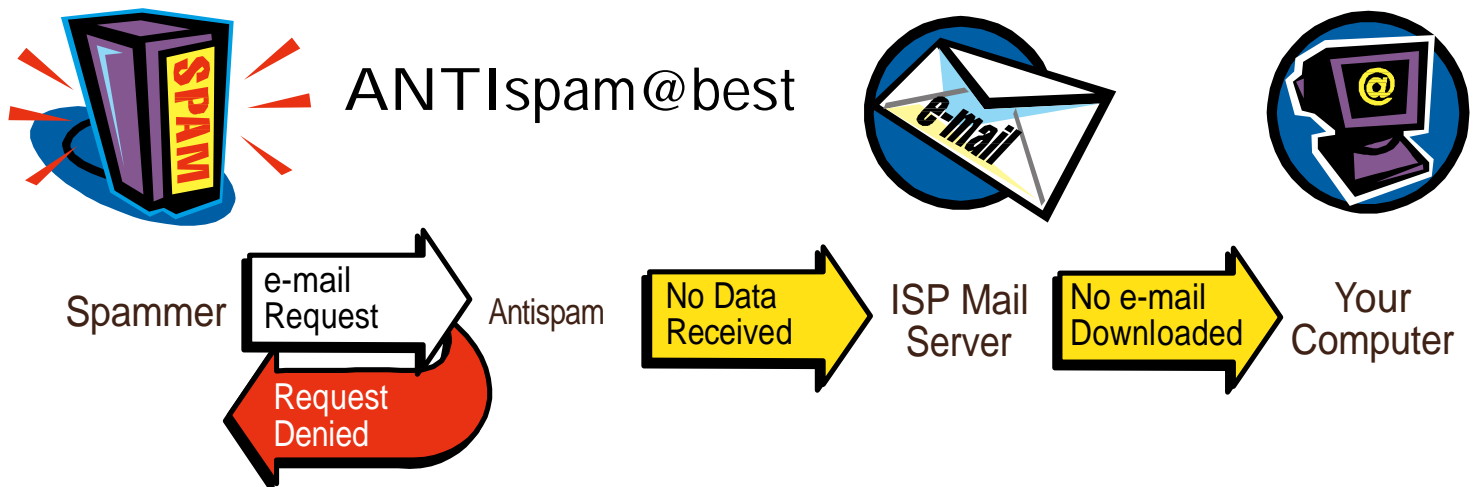 SPAM
ANTIspam@best
e-mail
@
Spammer
e-mail
Request
Antispam
No Data
Received
ISP Mail
Server
No e-mail
Downloaded
Your
Computer
Request
Denied